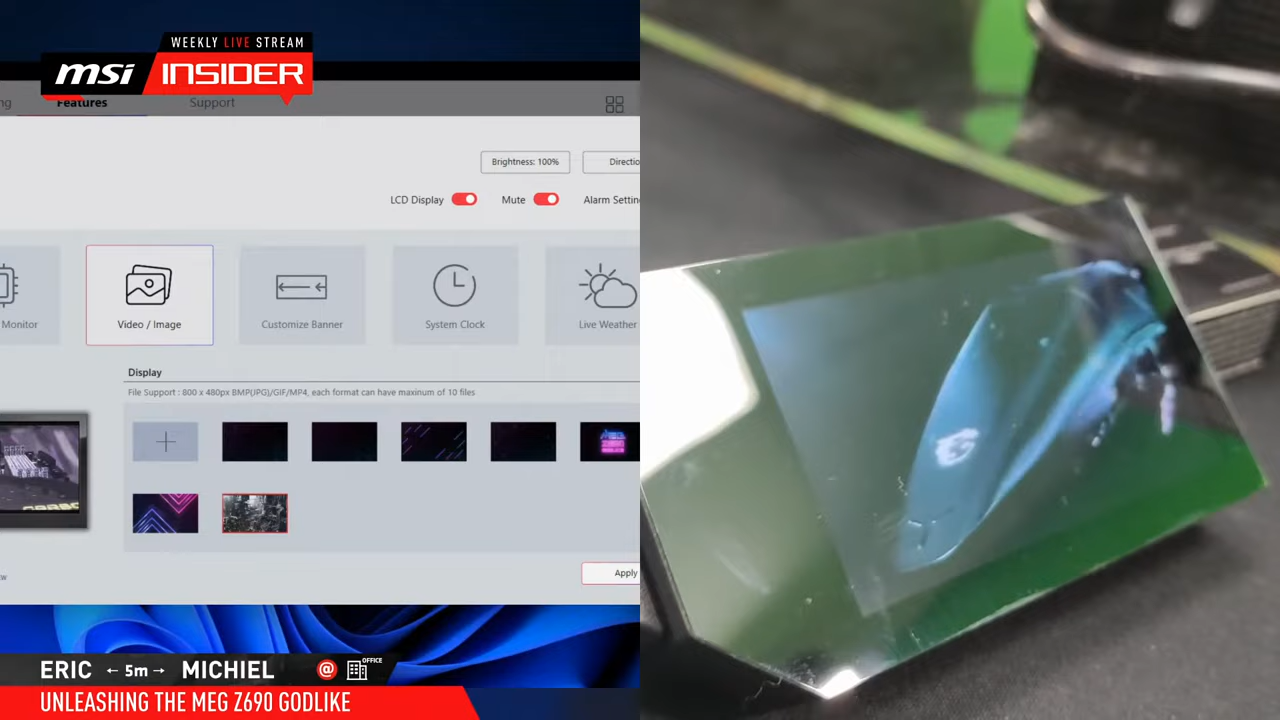 WEEKLY LIVE STREAM
msi INSIDER
Features
Support
Brightness: 100%
Directio
LCD Display
Mute
Alarm Settin
Monitor
Video / Image
Customize Banner
System Clock
Live Weather
Display
File Support : 800 x 480px BMP(JPG)/GIF/MP4, each format can have maxinum of 10 files
Apply
ERIC ← 5m → MICHIEL @ OFFICE
UNLEASHING THE MEG Z690 GODLIKE